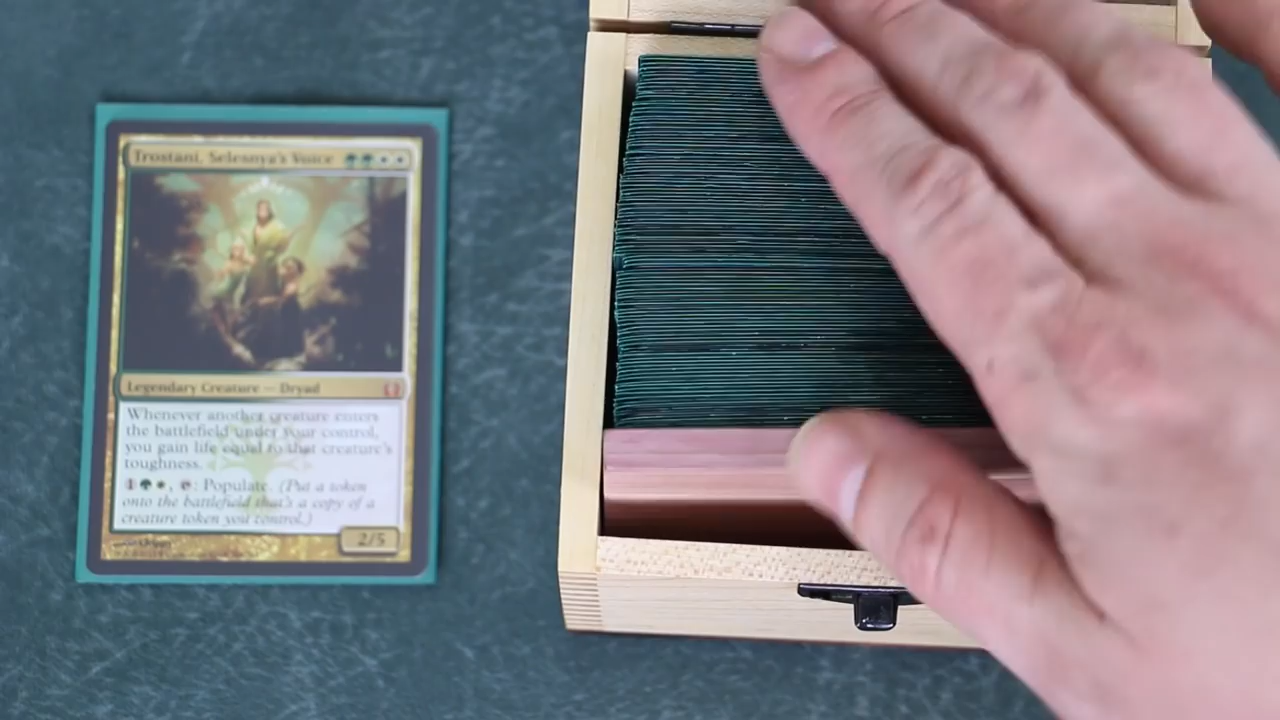 Trostani, Selesnya's Voice
Legendary Creature — Dryad
Whenever another creature enters
the battlefield under your control,
you gain life equal to that creature's
toughness.
1, : Populate. (Put a token
onto the battlefield that's a copy of a
creature token you control.)
2/5